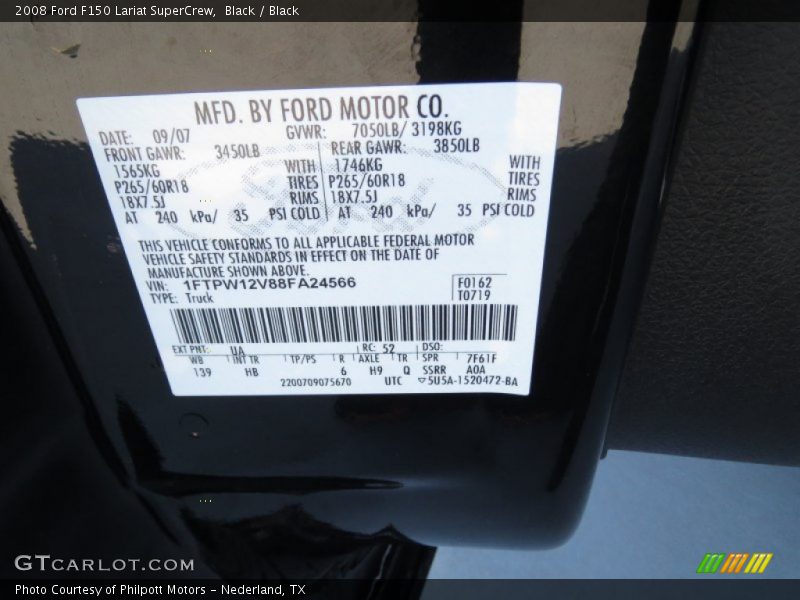 2008 Ford F150 Lariat SuperCrew,  Black / Black
MFD. BY FORD MOTOR CO.
DATE: 09/07 GVWR: 7050LB/ 3198KG
FRONT GAWR: 3450LB REAR GAWR: 3850LB
1565KG WITH 1746KG WITH
P265/60R18 TIRES P265/60R18 TIRES
18X7.5J RIMS 18X7.5J RIMS
AT 240 kPa/ 35 PSI COLD AT 240 kPa/ 35 PSI COLD
THIS VEHICLE CONFORMS TO ALL APPLICABLE FEDERAL MOTOR
VEHICLE SAFETY STANDARDS IN EFFECT ON THE DATE OF
MANUFACTURE SHOWN ABOVE.
VIN: 1FTPW12V88FA24566 F0162
TYPE: Truck T0719
EXT PNT: UA RC: 52 DSO:
WB INT TR TP/PS R AXLE TR SPR 7F61F
139 HB 6 H9 Q SSRR A0A
2200709075670 UTC ▽5U5A-1520472-BA
GTCARLOT.COM
Photo Courtesy of Philpott Motors – Nederland, TX